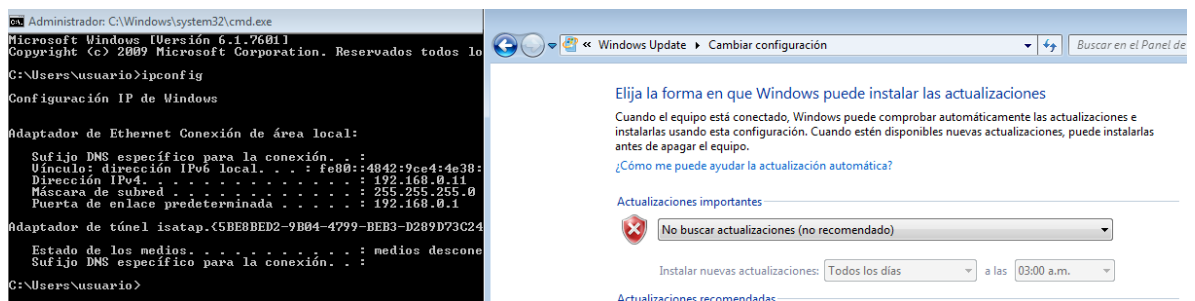 Administrador: C:\Windows\system32\cmd.exe
Microsoft Windows [Versión 6.1.7601]
Copyright (c) 2009 Microsoft Corporation. Reservados todos lo
C:\Users\usuario>ipconfig
Configuración IP de Windows
Adaptador de Ethernet Conexión de área local:
Sufijo DNS específico para la conexión. . :
Vínculo: dirección IPv6 local. . . : fe80::4842:9ce4:4e38:
Dirección IPv4. . . . . . . . . . . . . . : 192.168.0.11
Máscara de subred . . . . . . . . . . . . : 255.255.255.0
Puerta de enlace predeterminada . . . . . : 192.168.0.1
Adaptador de túnel isatap.{5BE8BED2-9B04-4799-BEB3-D289D73C24
Estado de los medios. . . . . . . . . . . : medios descone
Sufijo DNS específico para la conexión. . :
C:\Users\usuario>
« Windows Update ▸ Cambiar configuración
Buscar en el Panel de
Elija la forma en que Windows puede instalar las actualizaciones
Cuando el equipo está conectado, Windows puede comprobar automáticamente las actualizaciones e
instalarlas usando esta configuración. Cuando estén disponibles nuevas actualizaciones, puede instalarlas
antes de apagar el equipo.
¿Cómo me puede ayudar la actualización automática?
Actualizaciones importantes
No buscar actualizaciones (no recomendado)
Instalar nuevas actualizaciones: Todos los días a las 03:00 a.m.
Actualizaciones recomendadas